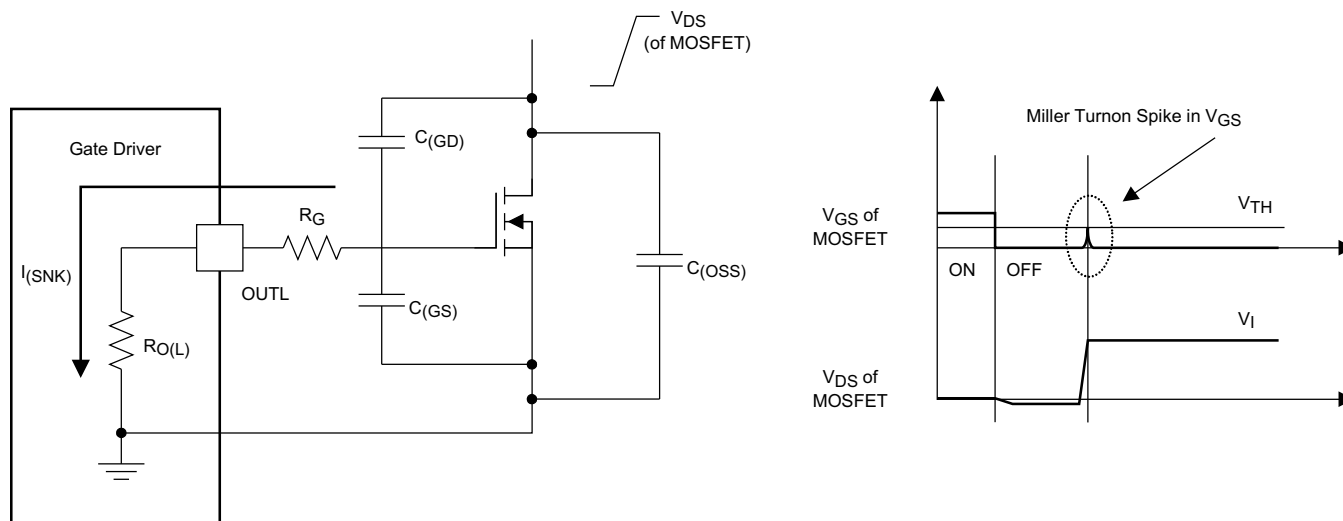 VDS
(of MOSFET)
C(GD)
Gate Driver
RG
I(SNK)
OUTL
C(GS)
C(OSS)
RO(L)
Miller Turnon Spike in VGS
VTH
VGS of
MOSFET
ON
OFF
VI
VDS of
MOSFET